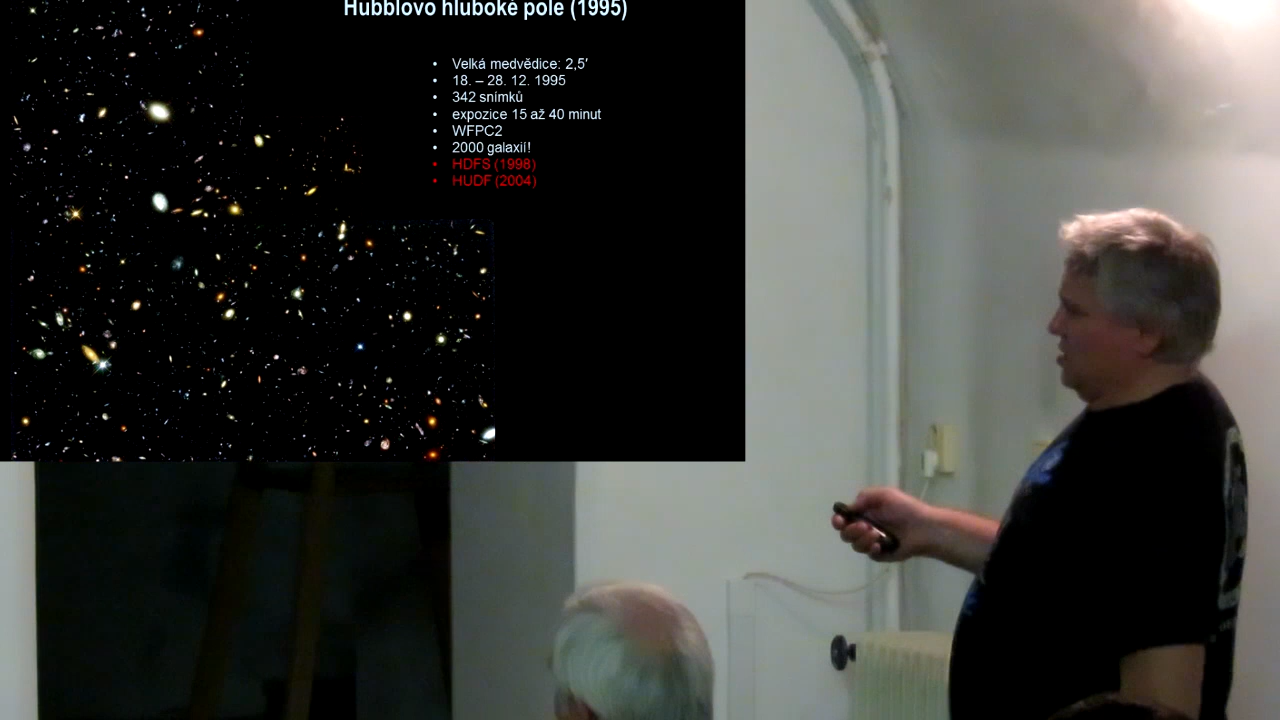 Hubblovo hluboké pole (1995)
• Velká medvědice: 2,5′
• 18. – 28. 12. 1995
• 342 snímků
• expozice 15 až 40 minut
• WFPC2
• 2000 galaxií!
• HDFS (1998)
• HUDF (2004)